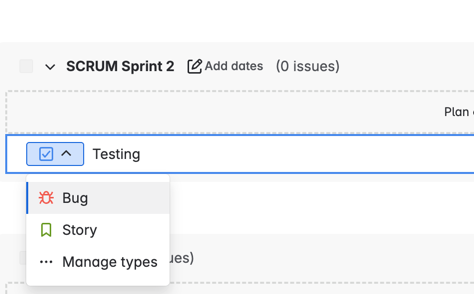 SCRUM Sprint 2 Add dates (0 issues)
Plan
Testing
Bug
Story
Manage types
ues)